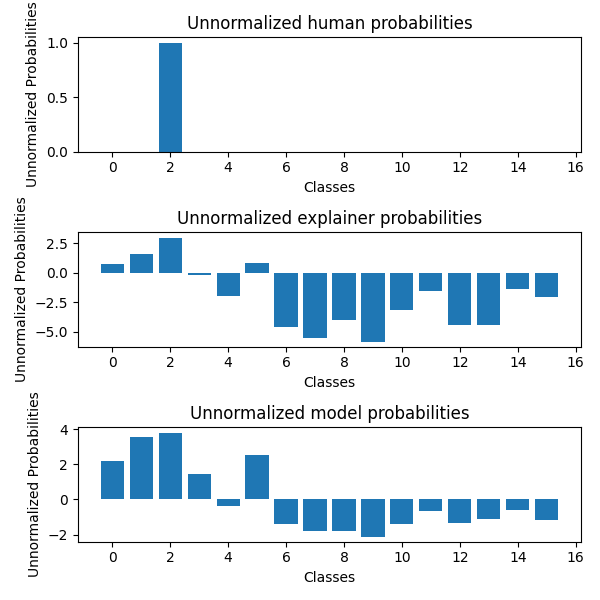 Unnormalized human probabilities
Unnormalized Probabilities
1.0
0.5
0.0
0 2 4 6 8 10 12 14 16
Classes
Unnormalized explainer probabilities
Unnormalized Probabilities
2.5
0.0
−2.5
−5.0
0 2 4 6 8 10 12 14 16
Classes
Unnormalized model probabilities
Unnormalized Probabilities
4
2
0
−2
0 2 4 6 8 10 12 14 16
Classes